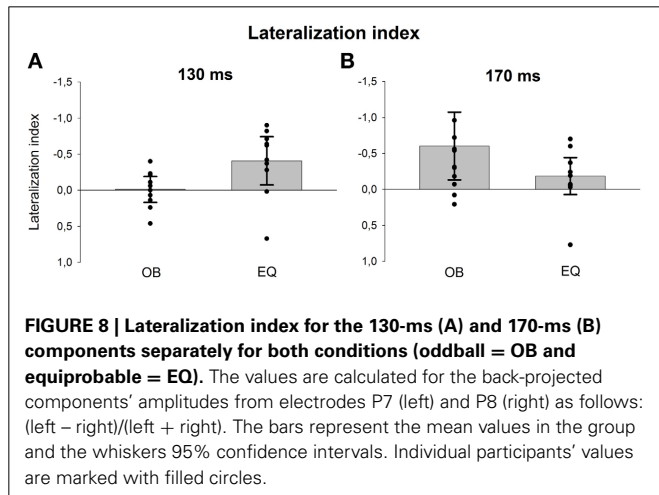 Lateralization index
A
130 ms
Lateralization index
-1,5
-1,0
-0,5
0,0
0,5
1,0
OB
EQ
B
170 ms
-1,5
-1,0
-0,5
0,0
0,5
1,0
OB
EQ
FIGURE 8 | Lateralization index for the 130-ms (A) and 170-ms (B)
components separately for both conditions (oddball = OB and
equiprobable = EQ). The values are calculated for the back-projected
components’ amplitudes from electrodes P7 (left) and P8 (right) as follows:
(left – right)/(left + right). The bars represent the mean values in the group
and the whiskers 95% confidence intervals. Individual participants’ values
are marked with filled circles.